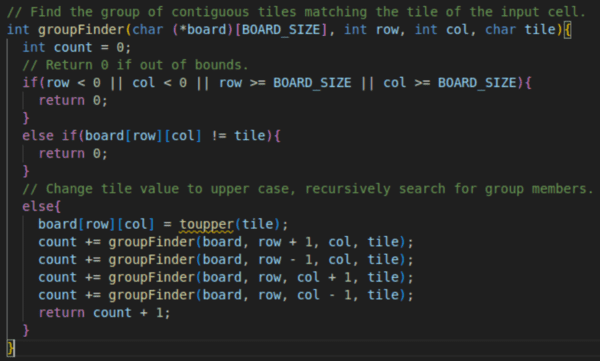 // Find the group of contiguous tiles matching the tile of the input cell.
int groupFinder(char (*board)[BOARD_SIZE], int row, int col, char tile){
  int count = 0;
  // Return 0 if out of bounds.
  if(row < 0 || col < 0 || row >= BOARD_SIZE || col >= BOARD_SIZE){
    return 0;
  }
  else if(board[row][col] != tile){
    return 0;
  }
  // Change tile value to upper case, recursively search for group members.
  else{
    board[row][col] = toupper(tile);
    count += groupFinder(board, row + 1, col, tile);
    count += groupFinder(board, row - 1, col, tile);
    count += groupFinder(board, row, col + 1, tile);
    count += groupFinder(board, row, col - 1, tile);
    return count + 1;
  }
}